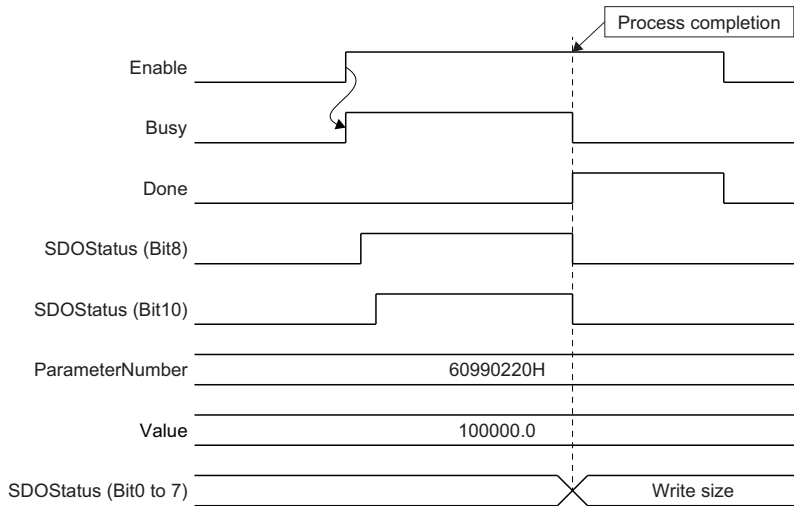 Process completion
Enable
Busy
Done
SDOStatus (Bit8)
SDOStatus (Bit10)
ParameterNumber 60990220H
Value 100000.0
SDOStatus (Bit0 to 7) Write size